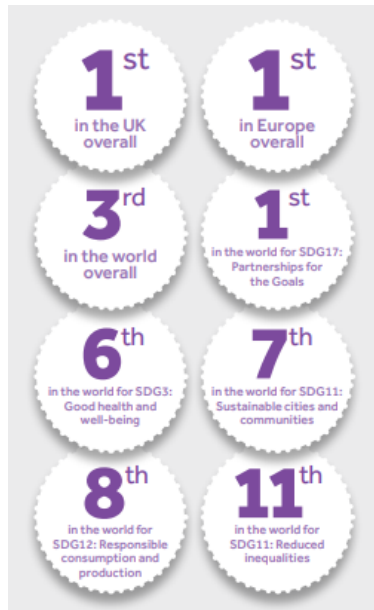 1st
in the UK
overall
1st
in Europe
overall
3rd
in the world
overall
1st
in the world for SDG17:
Partnerships for
the Goals
6th
in the world for SDG3:
Good health and
well-being
7th
in the world for SDG11:
Sustainable cities and
communities
8th
in the world for
SDG12: Responsible
consumption and
production
11th
in the world for
SDG11: Reduced
inequalities